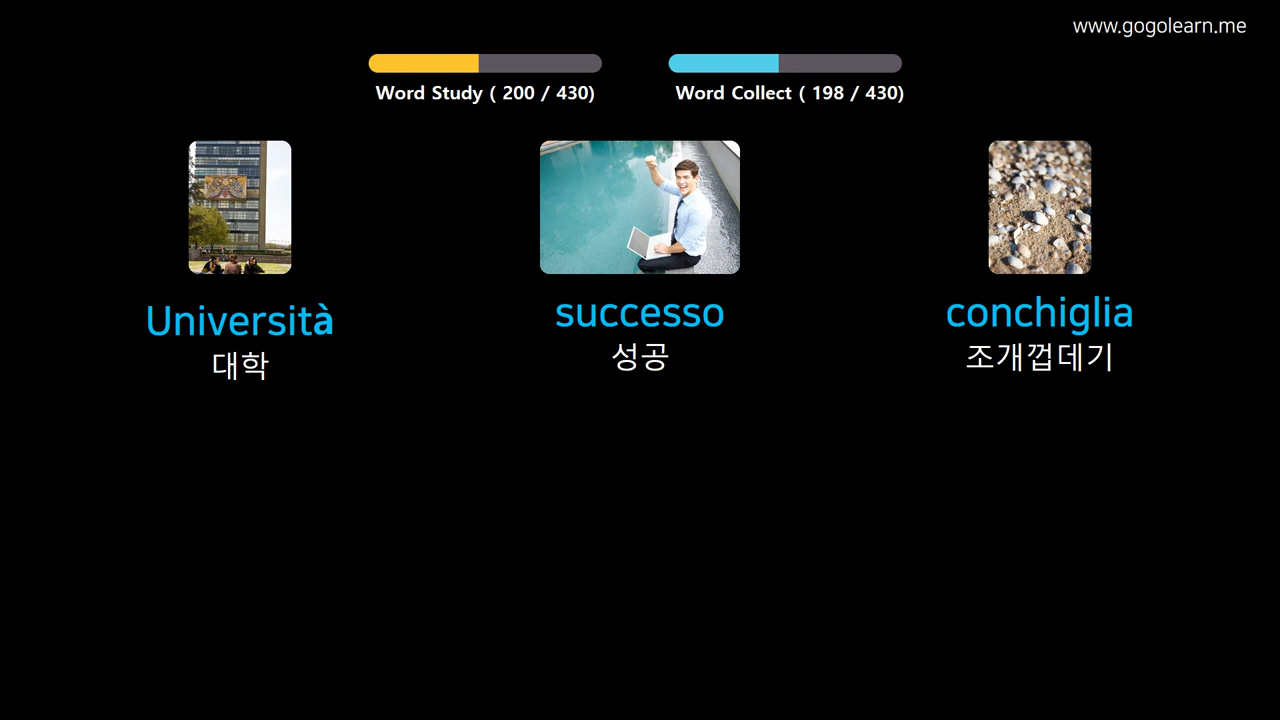 www.gogolearn.me
Word Study ( 200 / 430)
Word Collect ( 198 / 430)
Università
대학
successo
성공
conchiglia
조개껍데기